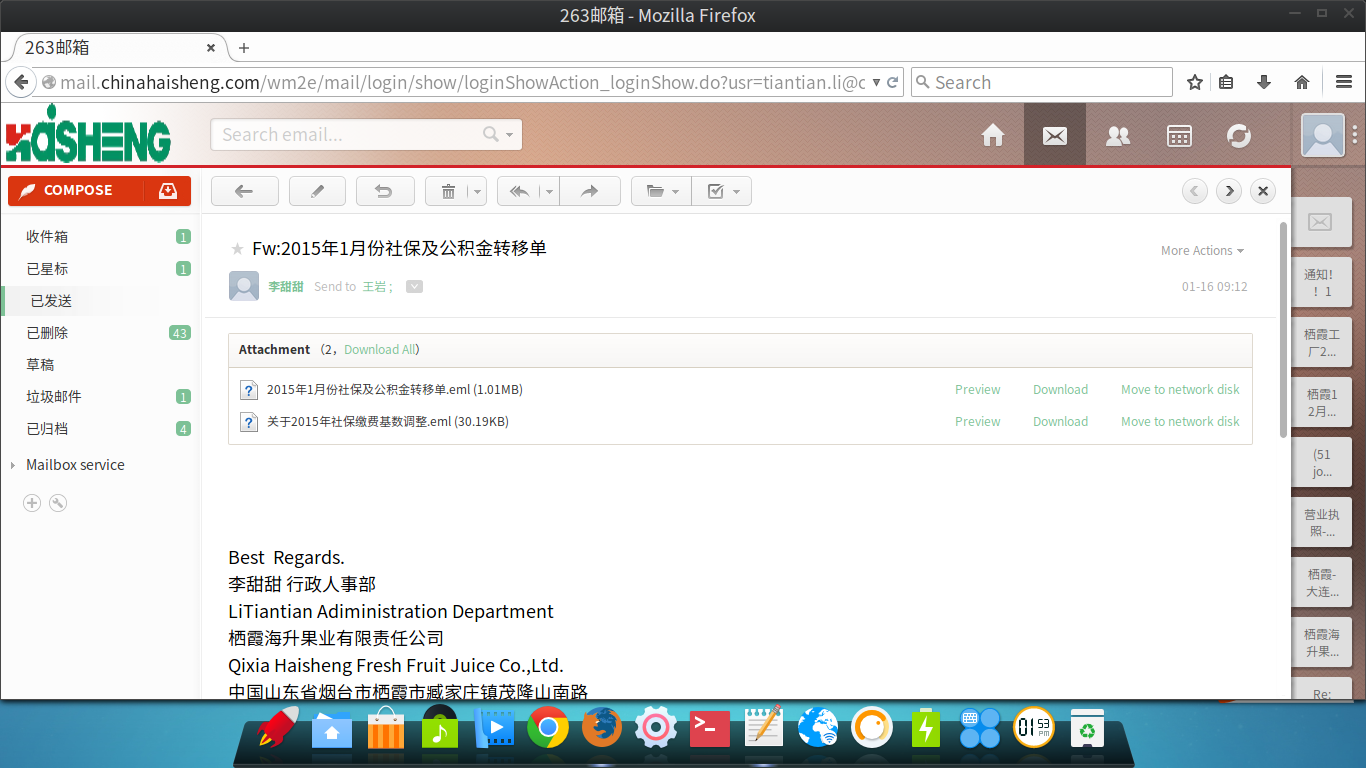 263邮箱 - Mozilla Firefox
263邮箱
mail.chinahaisheng.com/wm2e/mail/login/show/loginShowAction_loginShow.do?usr=tiantian.li@c
Search
HAiSHENG
Search email...
COMPOSE
收件箱 1
已星标 1
已发送
已删除 43
草稿
垃圾邮件 1
已归档 4
Mailbox service
Fw:2015年1月份社保及公积金转移单
More Actions
李甜甜 Send to 王岩 ;
01-16 09:12
Attachment （2，Download All）
2015年1月份社保及公积金转移单.eml (1.01MB) Preview Download Move to network disk
关于2015年社保缴费基数调整.eml (30.19KB) Preview Download Move to network disk
Best Regards.
李甜甜 行政人事部
LiTiantian Adiministration Department
栖霞海升果业有限责任公司
Qixia Haisheng Fresh Fruit Juice Co.,Ltd.
中国山东省烟台市栖霞市臧家庄镇茂隆山南路
通知！
！1
栖霞工
厂2...
栖霞1
2月...
(51
jo...
营业执
照-...
栖霞-
大连...
栖霞海
升果...
Re:
01 53
PM